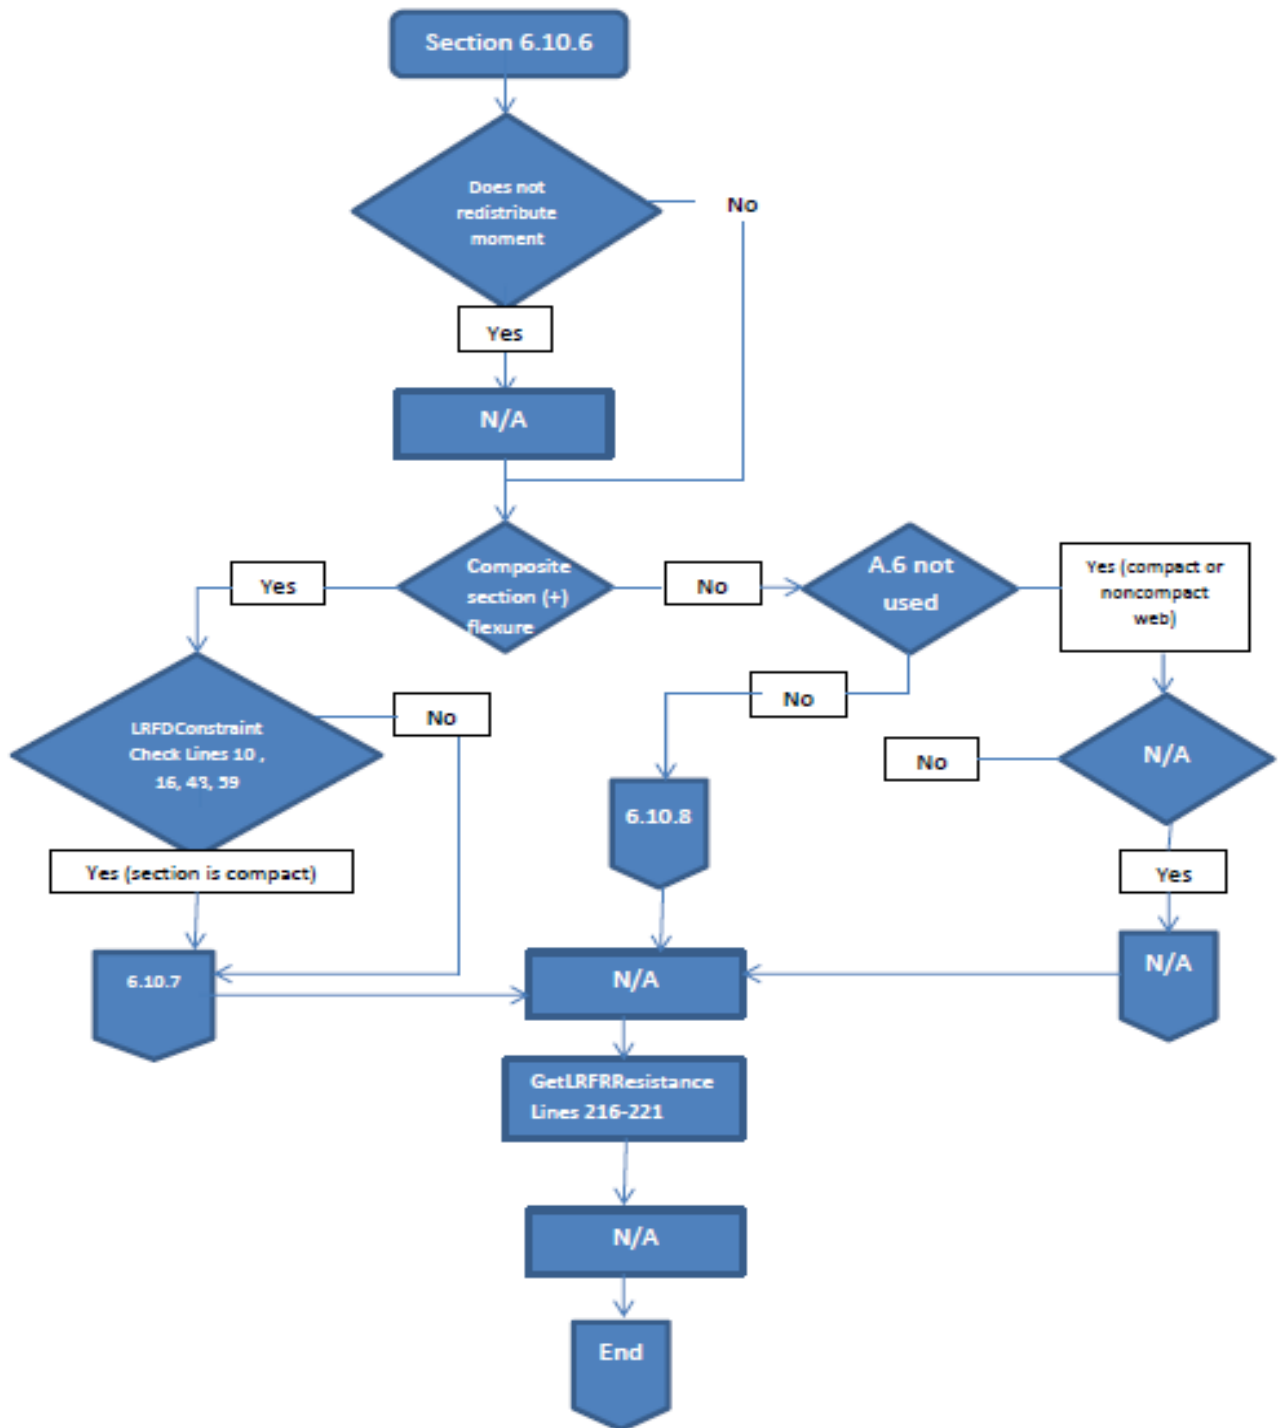 Section 6.10.6
Does not
redistribute
moment
No
Yes
N/A
Composite
section (+)
flexure
Yes
No
A.6 not
used
Yes (compact or
noncompact
web)
No
N/A
No
Yes
N/A
LRFDConstraint
Check Lines 10 ,
16, 43, 39
No
Yes (section is compact)
6.10.7
6.10.8
N/A
GetLRFRResistance
Lines 216-221
N/A
End